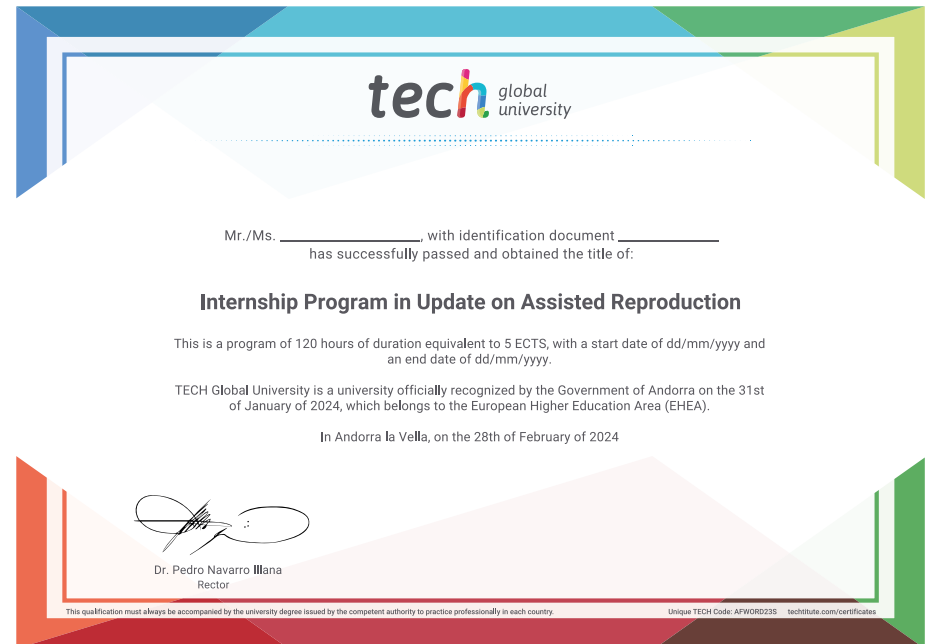 tech global university
Mr./Ms. ______________, with identification document __________
has successfully passed and obtained the title of:
Internship Program in Update on Assisted Reproduction
This is a program of 120 hours of duration equivalent to 5 ECTS, with a start date of dd/mm/yyyy and
an end date of dd/mm/yyyy.
TECH Global University is a university officially recognized by the Government of Andorra on the 31st
of January of 2024, which belongs to the European Higher Education Area (EHEA).
In Andorra la Vella, on the 28th of February of 2024
Dr. Pedro Navarro Illana
Rector
This qualification must always be accompanied by the university degree issued by the competent authority to practice professionally in each country.
Unique TECH Code: AFWORD23S techtitute.com/certificates